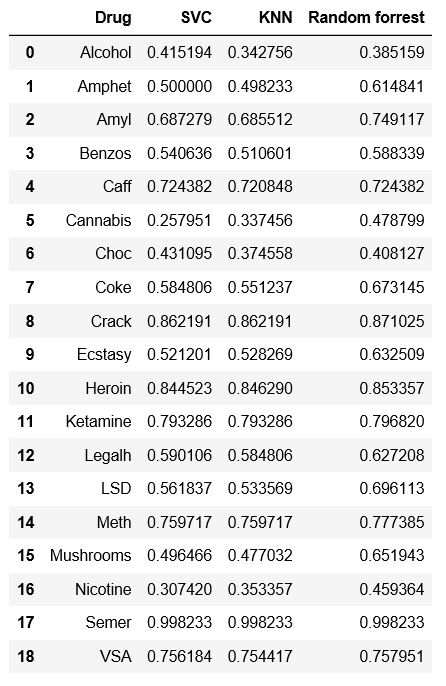 Drug SVC KNN Random forrest
0 Alcohol 0.415194 0.342756 0.385159
1 Amphet 0.500000 0.498233 0.614841
2 Amyl 0.687279 0.685512 0.749117
3 Benzos 0.540636 0.510601 0.588339
4 Caff 0.724382 0.720848 0.724382
5 Cannabis 0.257951 0.337456 0.478799
6 Choc 0.431095 0.374558 0.408127
7 Coke 0.584806 0.551237 0.673145
8 Crack 0.862191 0.862191 0.871025
9 Ecstasy 0.521201 0.528269 0.632509
10 Heroin 0.844523 0.846290 0.853357
11 Ketamine 0.793286 0.793286 0.796820
12 Legalh 0.590106 0.584806 0.627208
13 LSD 0.561837 0.533569 0.696113
14 Meth 0.759717 0.759717 0.777385
15 Mushrooms 0.496466 0.477032 0.651943
16 Nicotine 0.307420 0.353357 0.459364
17 Semer 0.998233 0.998233 0.998233
18 VSA 0.756184 0.754417 0.757951